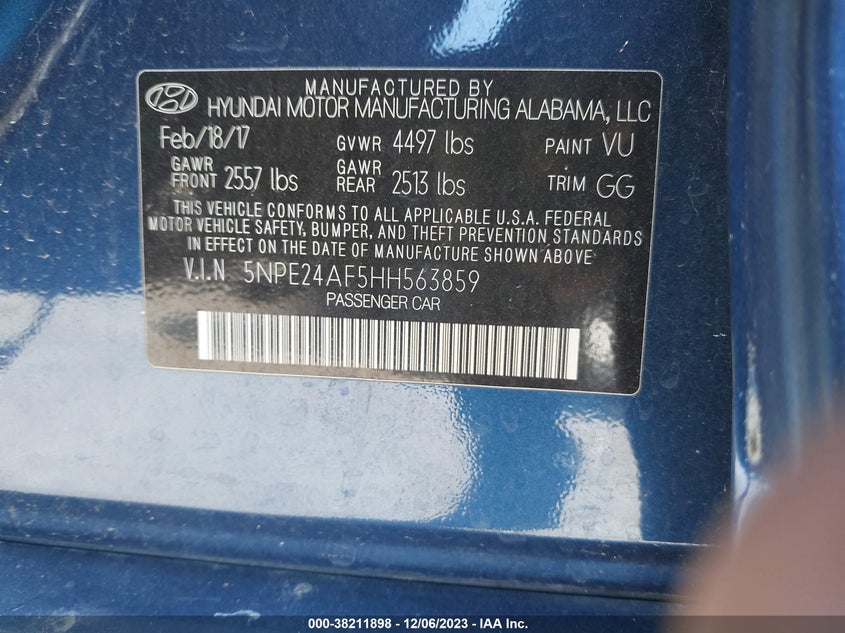 MANUFACTURED BY
HYUNDAI MOTOR MANUFACTURING ALABAMA, LLC
Feb/18/17 GVWR 4497 lbs PAINT VU
GAWR FRONT 2557 lbs GAWR REAR 2513 lbs TRIM GG
THIS VEHICLE CONFORMS TO ALL APPLICABLE U.S.A. FEDERAL
MOTOR VEHICLE SAFETY, BUMPER, AND THEFT PREVENTION STANDARDS
IN EFFECT ON THE DATE OF MANUFACTURE SHOWN ABOVE
V.I.N 5NPE24AF5HH563859
PASSENGER CAR
000-38211898 - 12/06/2023 - IAA Inc.